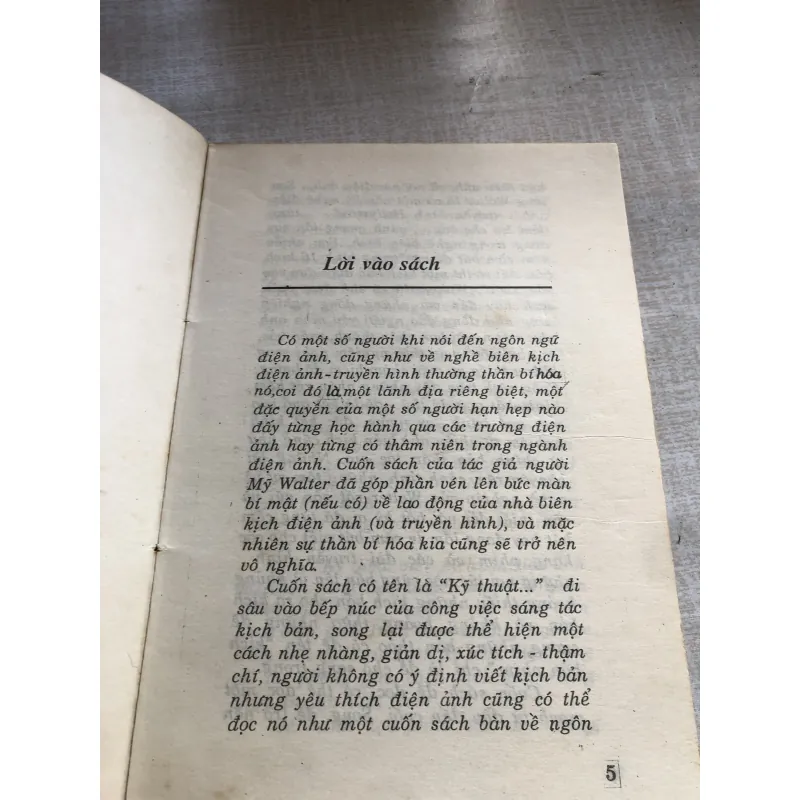 Lời vào sách
Có một số người khi nói đến ngôn ngữ
điện ảnh, cũng như về nghề biên kịch
điện ảnh-truyền hình thường thần bí hóa
nó,coi đó là một lãnh địa riêng biệt, một
đặc quyền của một số người hạn hẹp nào
đấy từng học hành qua các trường điện
ảnh hay từng có thâm niên trong ngành
điện ảnh. Cuốn sách của tác giả người
Mỹ Walter đã góp phần vén lên bức màn
bí mật (nếu có) về lao động của nhà biên
kịch điện ảnh (và truyền hình), và mặc
nhiên sự thần bí hóa kia cũng sẽ trở nên
vô nghĩa.
Cuốn sách có tên là “Kỹ thuật...” đi
sâu vào bếp núc của công việc sáng tác
kịch bản, song lại được thể hiện một
cách nhẹ nhàng, giản dị, xúc tích - thậm
chí, người không có ý định viết kịch bản
nhưng yêu thích điện ảnh cũng có thể
đọc nó như một cuốn sách bàn về ngôn
5